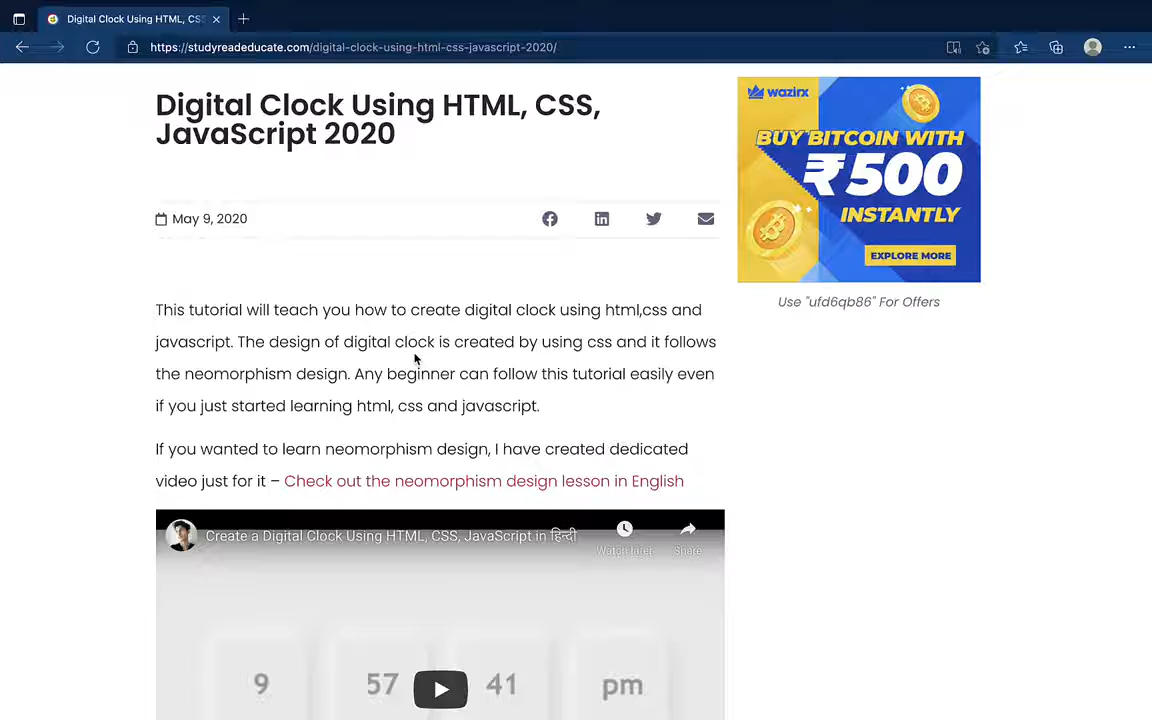 Digital Clock Using HTML, CSS
https://studyreadeducate.com/digital-clock-using-html-css-javascript-2020/
Digital Clock Using HTML, CSS,
JavaScript 2020
May 9, 2020
This tutorial will teach you how to create digital clock using html,css and
javascript. The design of digital clock is created by using css and it follows
the neomorphism design. Any beginner can follow this tutorial easily even
if you just started learning html, css and javascript.
If you wanted to learn neomorphism design, I have created dedicated
video just for it – Check out the neomorphism design lesson in English
Create a Digital Clock Using HTML, CSS, JavaScript in हिन्दी
Watch later
Share
9 57 41 pm
wazirx
BUY BITCOIN WITH
₹500
INSTANTLY
EXPLORE MORE
Use "ufd6qb86" For Offers